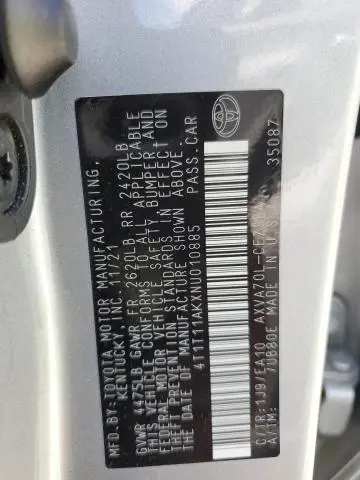 MFD.BY:TOYOTA MOTOR MANUFACTURING,
KENTUCKY, INC. 11/21
GVWR 4475LB GAWR FR 2620LB RR 2420LB
THIS VEHICLE CONFORMS TO ALL APPLICABLE
FEDERAL MOTOR VEHICLE SAFETY, BUMPER, AND
THEFT PREVENTION STANDARDS IN EFFECT ON
THE DATE OF MANUFACTURE SHOWN ABOVE.
4T1T11AKXNU010885 PASS.CAR
C/TR:1J9/EA10 AXVA70L-
A/TM: /UB80E MADE IN U.S.A.
35087
TOYOTA